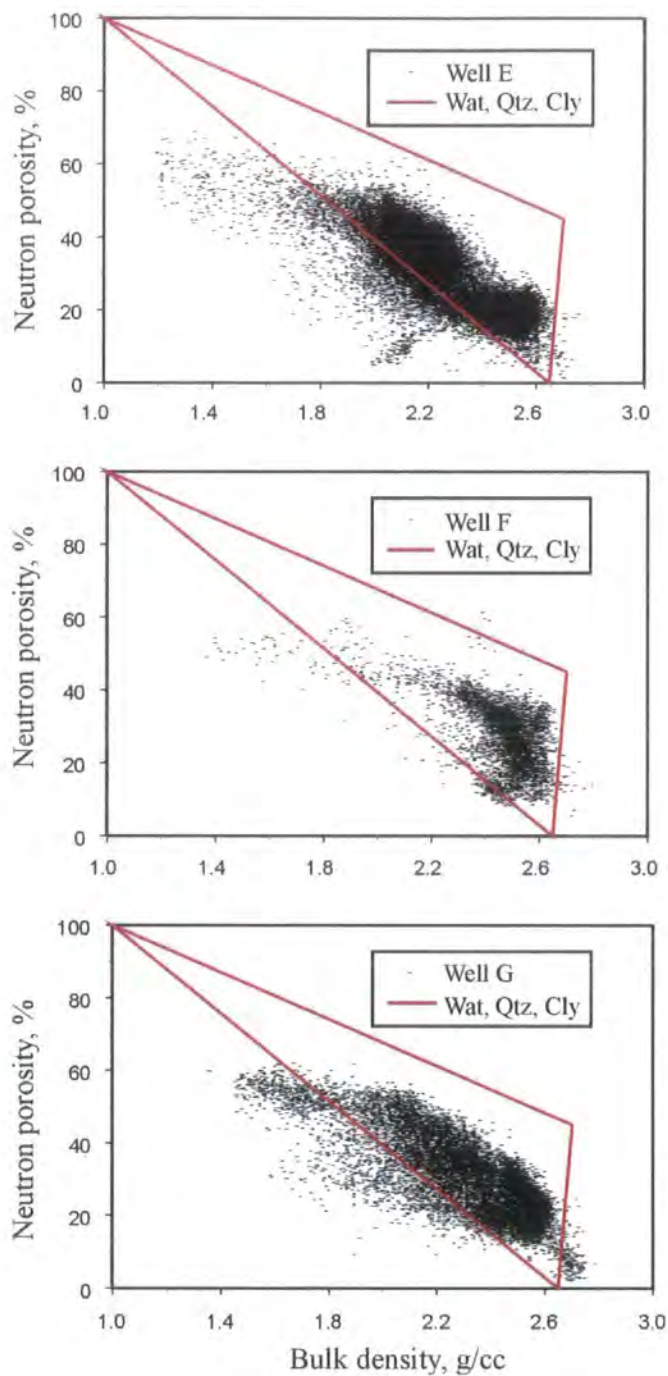 100
80
60
40
20
0
Neutron porosity, %
Well E
Wat, Qtz, Cly
1.0 1.4 1.8 2.2 2.6 3.0
100
80
60
40
20
0
Neutron porosity, %
Well F
Wat, Qtz, Cly
1.0 1.4 1.8 2.2 2.6 3.0
100
80
60
40
20
0
Neutron porosity, %
Well G
Wat, Qtz, Cly
1.0 1.4 1.8 2.2 2.6 3.0
Bulk density, g/cc